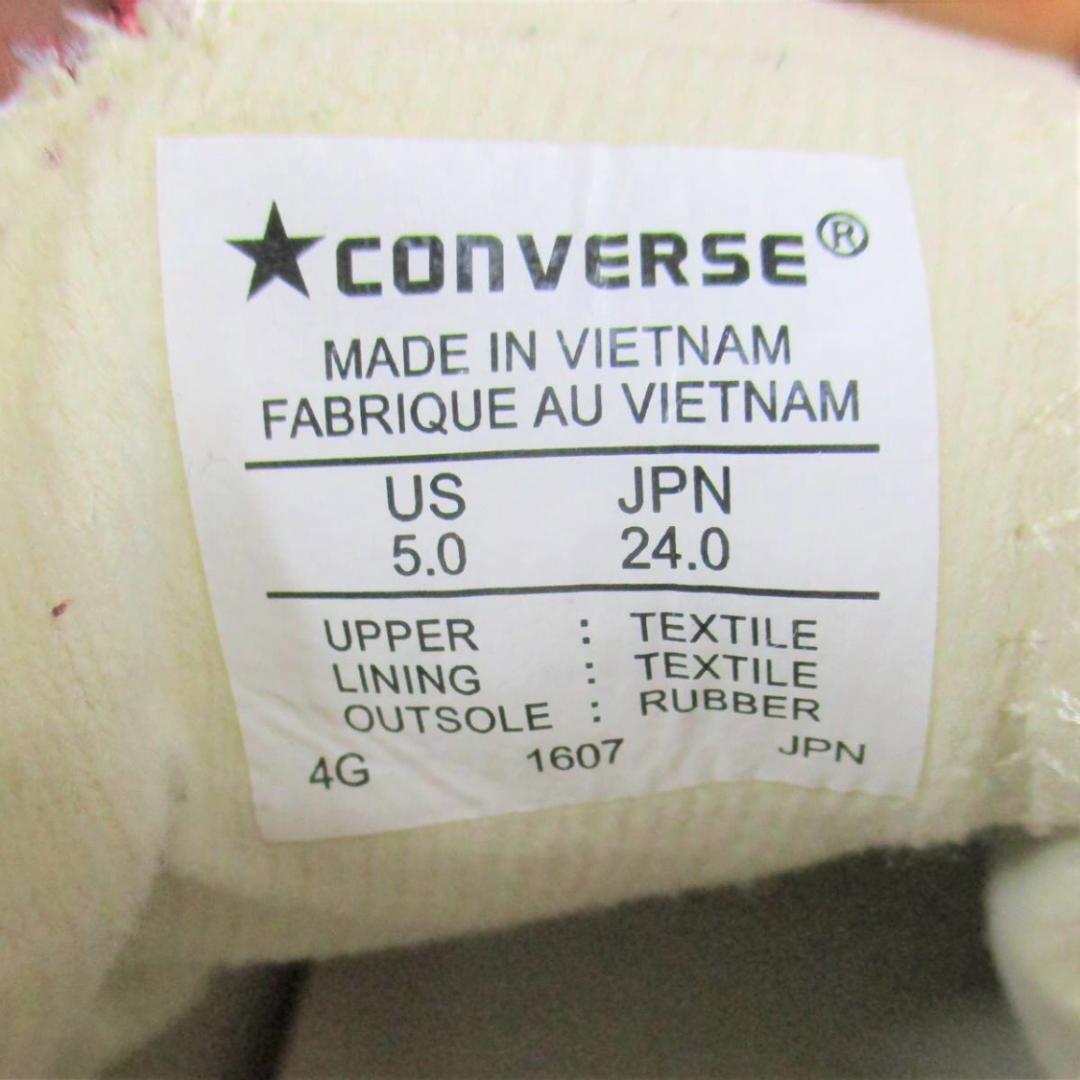 ★CONVERSE®
MADE IN VIETNAM
FABRIQUE AU VIETNAM
US JPN
5.0 24.0
UPPER : TEXTILE
LINING : TEXTILE
OUTSOLE : RUBBER
4G 1607 JPN